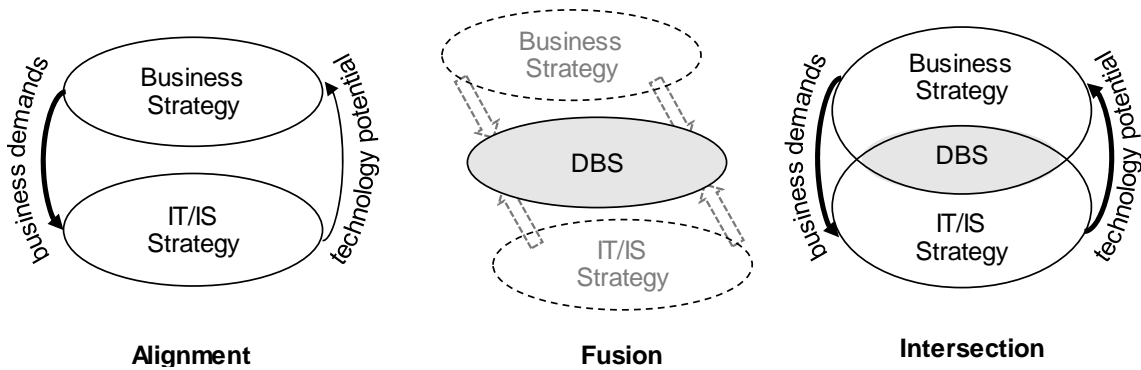 business demands
Business
Strategy
IT/IS
Strategy
technology potential
Alignment
Business
Strategy
DBS
IT/IS
Strategy
Fusion
business demands
Business
Strategy
DBS
IT/IS
Strategy
technology potential
Intersection